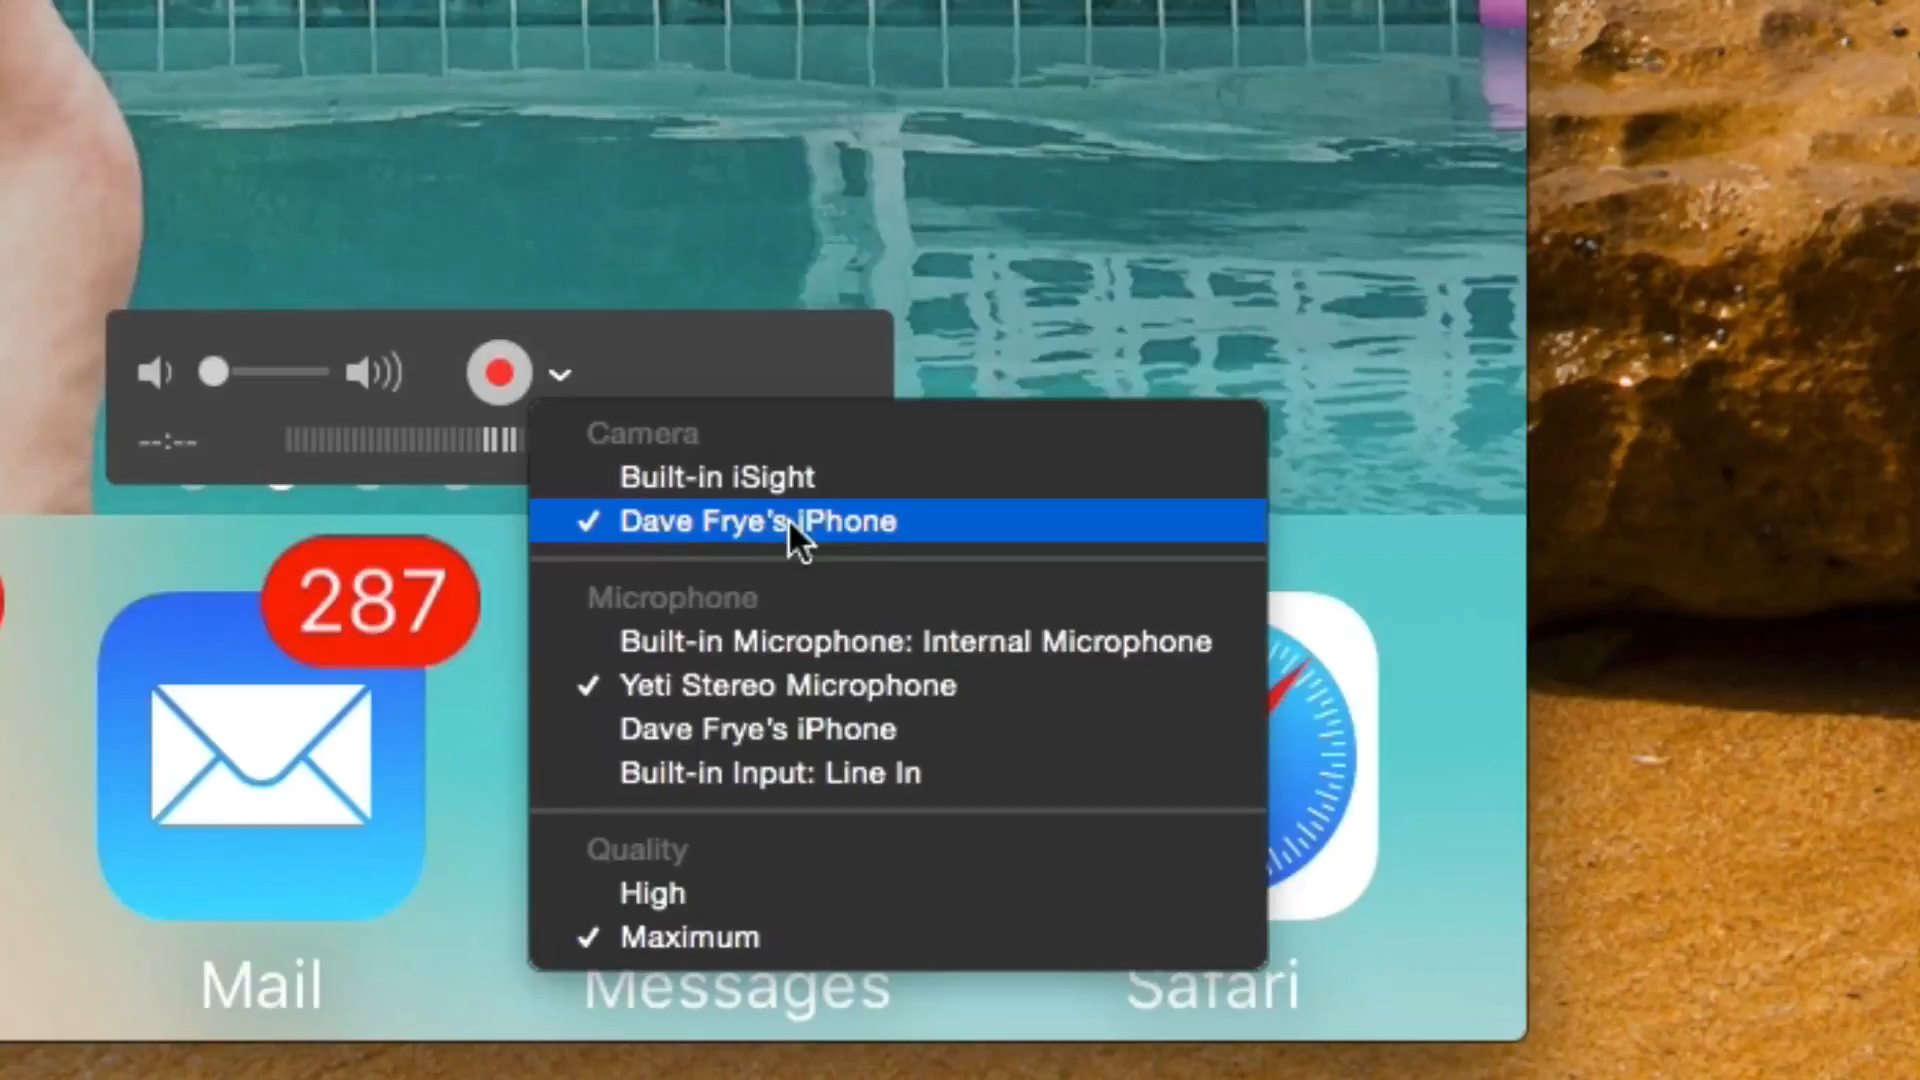 --:--
Camera
Built-in iSight
✓ Dave Frye's iPhone
Microphone
Built-in Microphone: Internal Microphone
✓ Yeti Stereo Microphone
Dave Frye's iPhone
Built-in Input: Line In
Quality
High
✓ Maximum
287
Mail
Messages
Safari